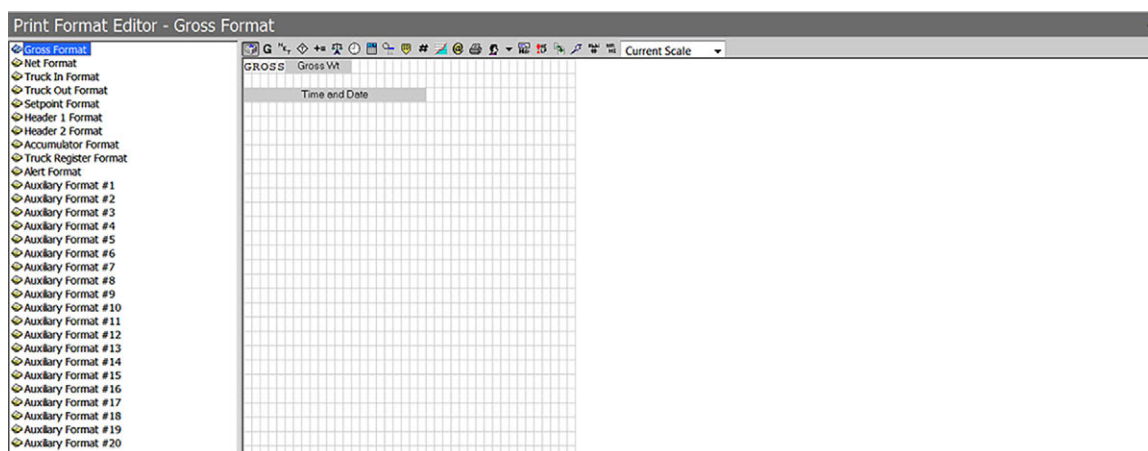 Print Format Editor - Gross Format
Gross Format
Net Format
Truck In Format
Truck Out Format
Setpoint Format
Header 1 Format
Header 2 Format
Accumulator Format
Truck Register Format
Alert Format
Auxiliary Format #1
Auxiliary Format #2
Auxiliary Format #3
Auxiliary Format #4
Auxiliary Format #5
Auxiliary Format #6
Auxiliary Format #7
Auxiliary Format #8
Auxiliary Format #9
Auxiliary Format #10
Auxiliary Format #11
Auxiliary Format #12
Auxiliary Format #13
Auxiliary Format #14
Auxiliary Format #15
Auxiliary Format #16
Auxiliary Format #17
Auxiliary Format #18
Auxiliary Format #19
Auxiliary Format #20
G # @ Current Scale
GROSS Gross Wt
Time and Date